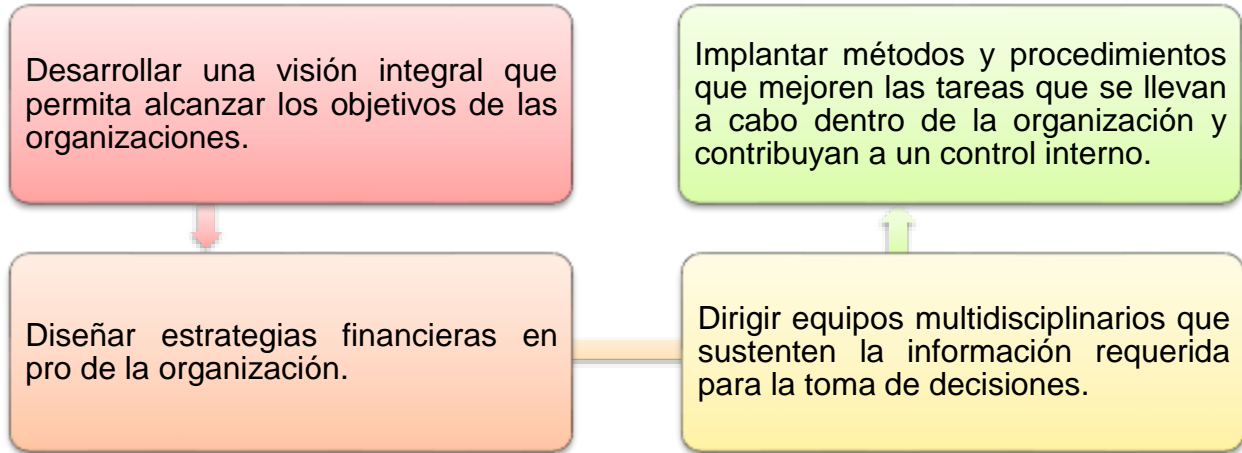 Desarrollar una visión integral que
permita alcanzar los objetivos de las
organizaciones.
Diseñar estrategias financieras en
pro de la organización.
Dirigir equipos multidisciplinarios que
sustenten la información requerida
para la toma de decisiones.
Implantar métodos y procedimientos
que mejoren las tareas que se llevan
a cabo dentro de la organización y
contribuyan a un control interno.